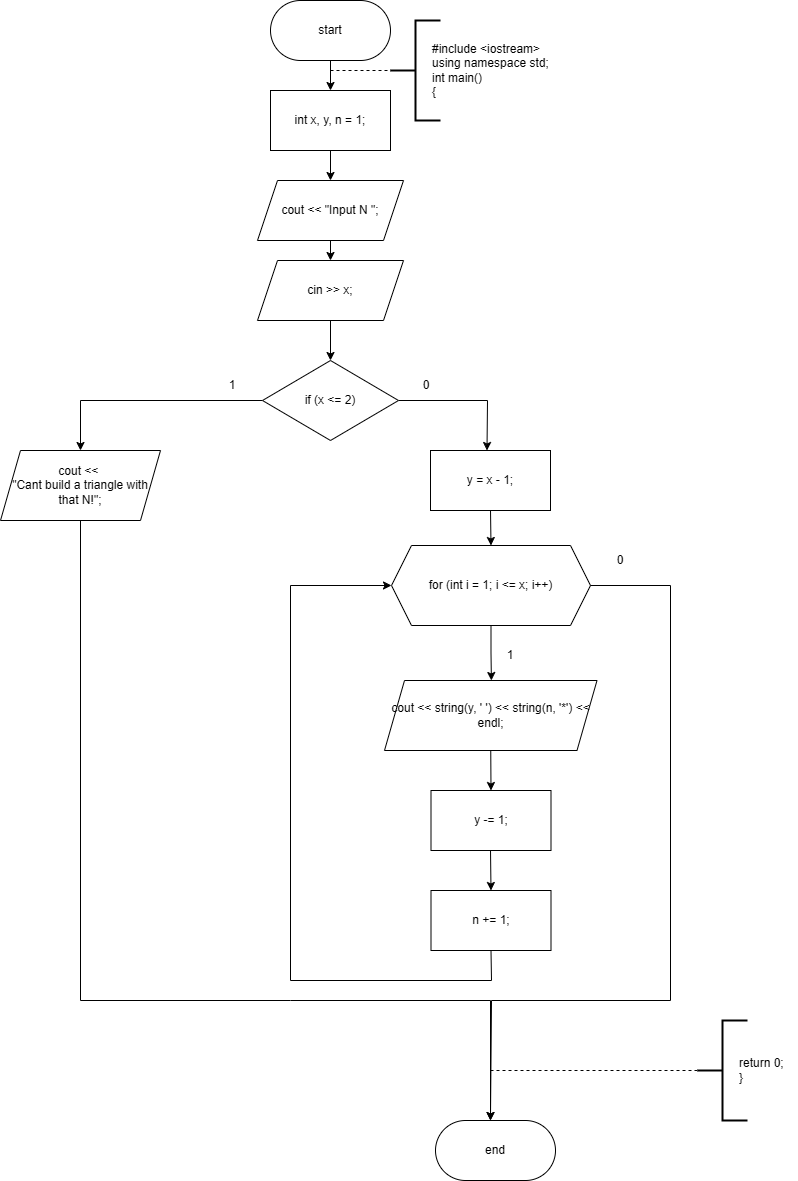 start
#include <iostream>
using namespace std;
int main()
{
int x, y, n = 1;
cout << "Input N ";
cin >> x;
1
if (x <= 2)
0
cout <<
"Cant build a triangle with
that N!";
y = x - 1;
for (int i = 1; i <= x; i++)
0
1
cout << string(y, ' ') << string(n, '*') <<
endl;
y -= 1;
n += 1;
return 0;
}
end